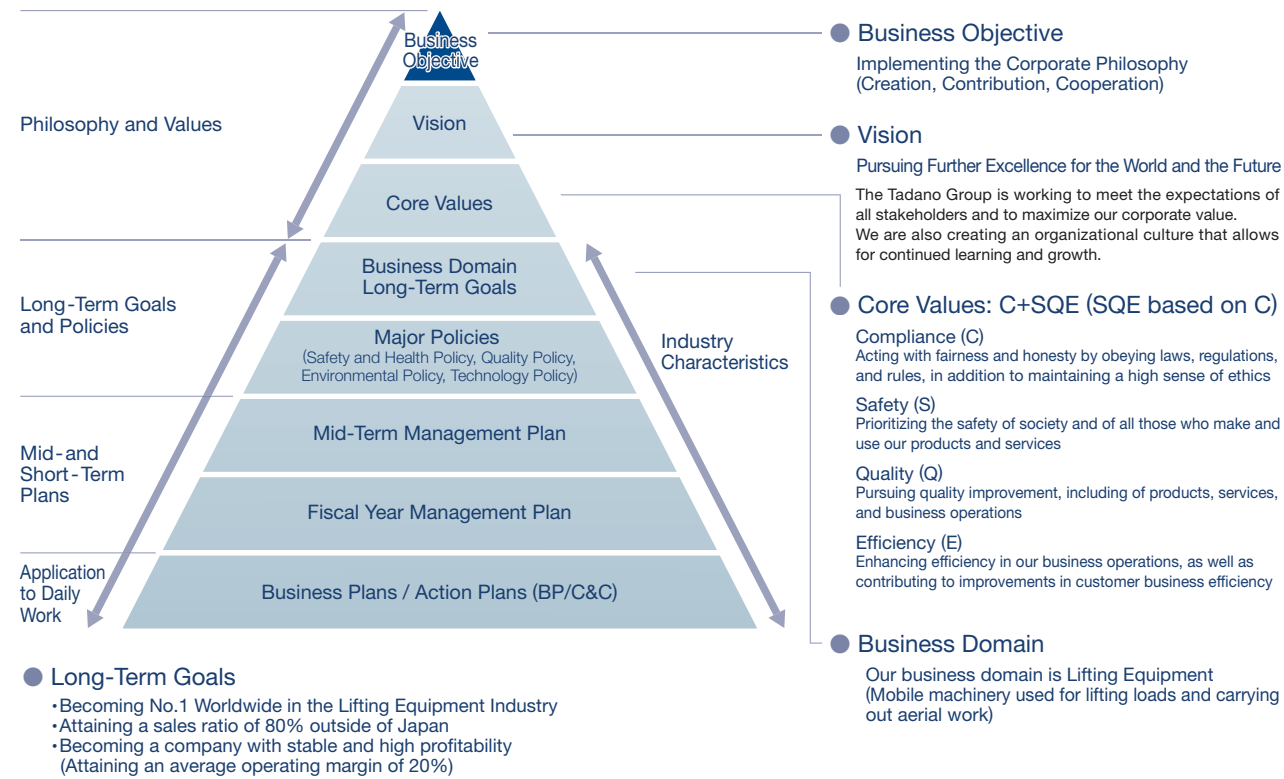 Philosophy and Values
Long-Term Goals
and Policies
Mid- and
Short-Term
Plans
Application
to Daily
Work
Business
Objective
Vision
Core Values
Business Domain
Long-Term Goals
Major Policies
(Safety and Health Policy, Quality Policy,
Environmental Policy, Technology Policy)
Mid-Term Management Plan
Fiscal Year Management Plan
Business Plans / Action Plans (BP/C&C)
Industry
Characteristics
● Business Objective
Implementing the Corporate Philosophy
(Creation, Contribution, Cooperation)
● Vision
Pursuing Further Excellence for the World and the Future
The Tadano Group is working to meet the expectations of
all stakeholders and to maximize our corporate value.
We are also creating an organizational culture that allows
for continued learning and growth.
● Core Values: C+SQE (SQE based on C)
Compliance (C)
Acting with fairness and honesty by obeying laws, regulations,
and rules, in addition to maintaining a high sense of ethics
Safety (S)
Prioritizing the safety of society and of all those who make and
use our products and services
Quality (Q)
Pursuing quality improvement, including of products, services,
and business operations
Efficiency (E)
Enhancing efficiency in our business operations, as well as
contributing to improvements in customer business efficiency
● Business Domain
Our business domain is Lifting Equipment
(Mobile machinery used for lifting loads and carrying
out aerial work)
● Long-Term Goals
・Becoming No.1 Worldwide in the Lifting Equipment Industry
・Attaining a sales ratio of 80% outside of Japan
・Becoming a company with stable and high profitability
(Attaining an average operating margin of 20%)